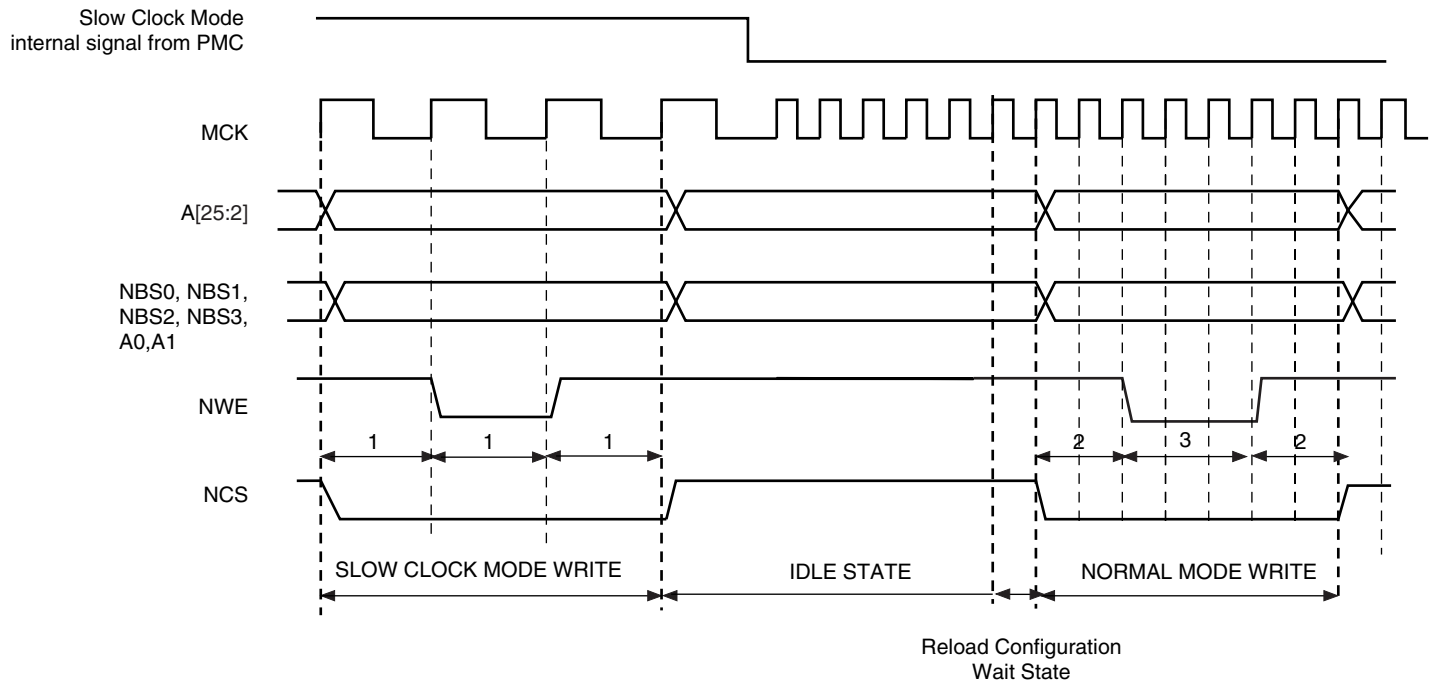 Slow Clock Mode
internal signal from PMC
MCK
A[25:2]
NBS0, NBS1,
NBS2, NBS3,
A0,A1
NWE
1 1 1 2 3 2
NCS
SLOW CLOCK MODE WRITE IDLE STATE NORMAL MODE WRITE
Reload Configuration
Wait State